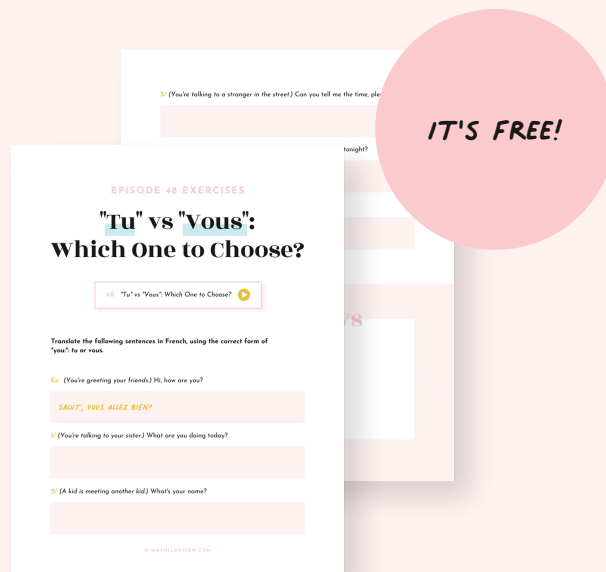 3/ (You're talking to a stranger in the street.) Can you tell me the time,
IT'S FREE!
tonight?
EPISODE 48 EXERCISES
"Tu" vs "Vous":
Which One to Choose?
48 "Tu" vs "Vous": Which One to Choose?
Translate the following sentences in French, using the correct form of
"you:": tu or vous.
Ex: (You're greeting your friends.) Hi, how are you?
SALUT, VOUS ALLEZ BIEN?
1/ (You're talking to your sister.) What are you doing today?
2/ (A kid is meeting another kid.) What's your name?
© MATHILDEKIEN.COM